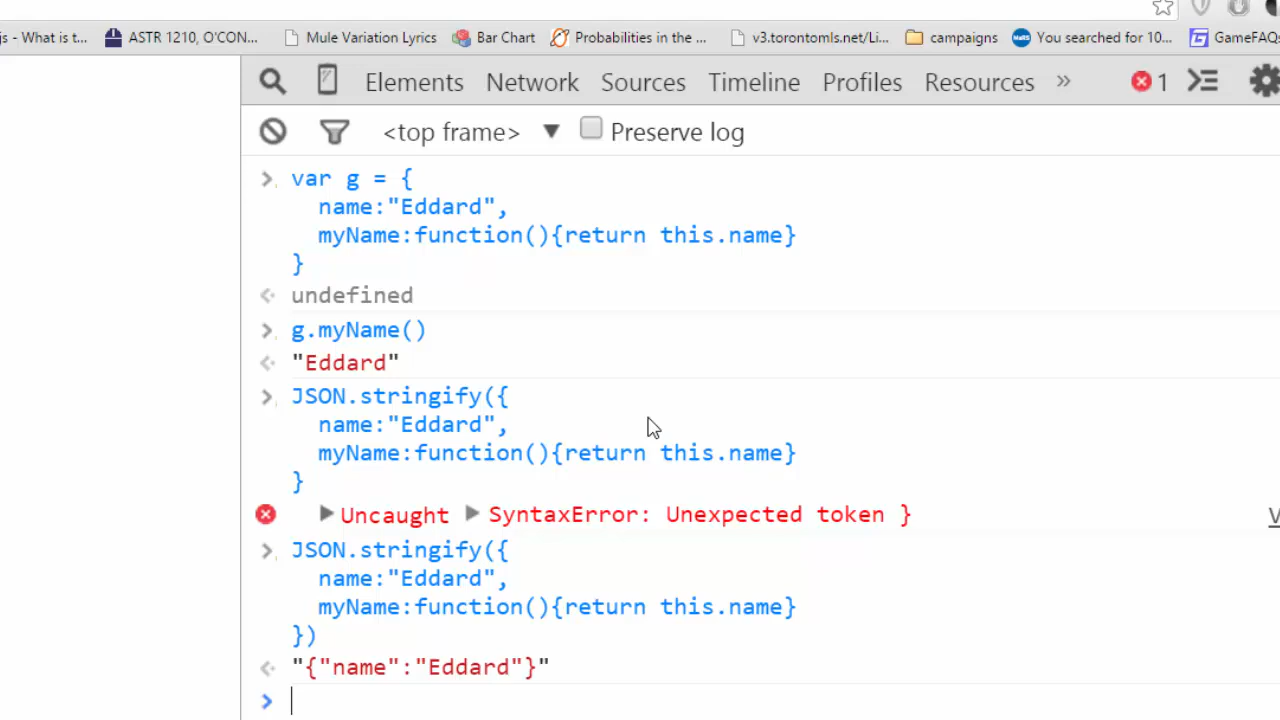 js - What is t... ASTR 1210, O'CON... Mule Variation Lyrics Bar Chart Probabilities in the ... v3.torontomls.net/Li... campaigns You searched for 10... GameFAQs
Elements Network Sources Timeline Profiles Resources » 1
<top frame> ▼ Preserve log
> var g = {
name:"Eddard",
myName:function(){return this.name}
}
undefined
> g.myName()
"Eddard"
> JSON.stringify({
name:"Eddard",
myName:function(){return this.name}
}
▶ Uncaught ▶ SyntaxError: Unexpected token } V
> JSON.stringify({
name:"Eddard",
myName:function(){return this.name}
})
"{"name":"Eddard"}"
>